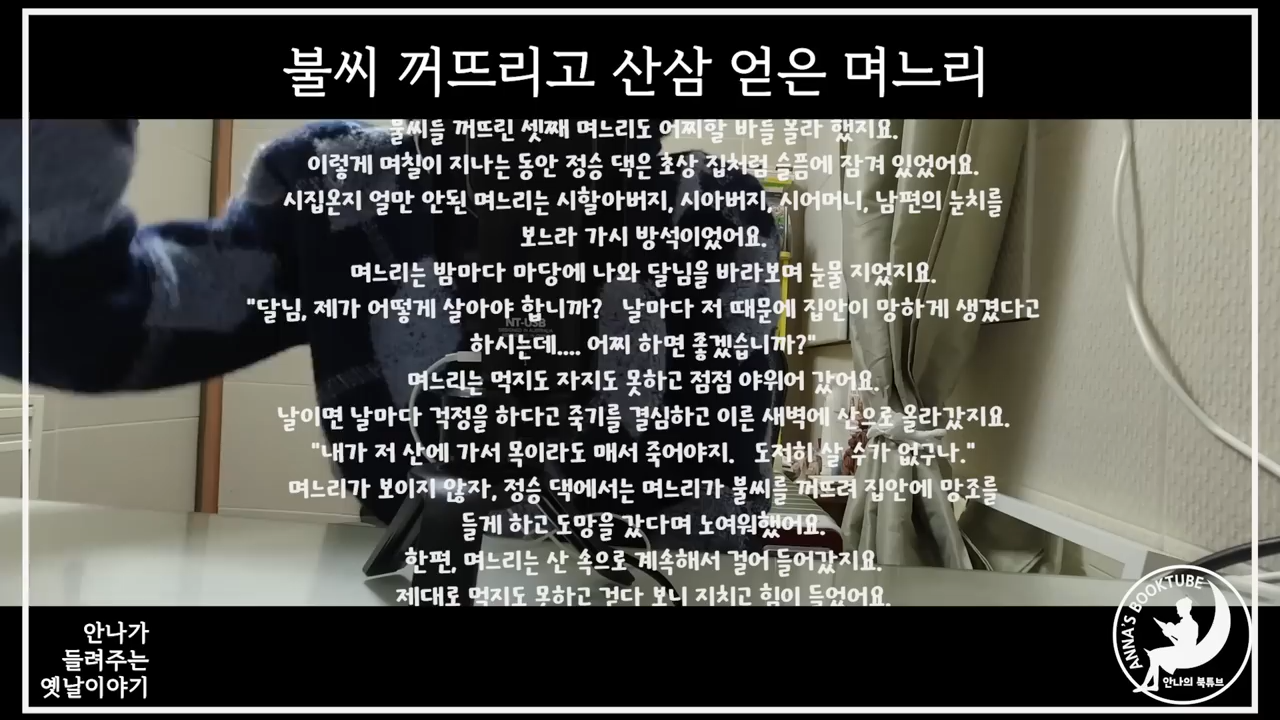 불씨 꺼뜨리고 산삼 얻은 며느리
불씨를 꺼뜨린 셋째 며느리도 어찌할 바를 몰라 했지요.
이렇게 며칠이 지나는 동안 정승 댁은 초상 집처럼 슬픔에 잠겨 있었어요.
시집온지 얼만 안된 며느리는 시할아버지, 시아버지, 시어머니, 남편의 눈치를
보느라 가시 방석이었어요.
며느리는 밤마다 마당에 나와 달님을 바라보며 눈물 지었지요.
"달님, 제가 어떻게 살아야 합니까? 날마다 저 때문에 집안이 망하게 생겼다고
하시는데.... 어찌 하면 좋겠습니까?"
며느리는 먹지도 자지도 못하고 점점 야위어 갔어요.
날이면 날마다 걱정을 하다고 죽기를 결심하고 이른 새벽에 산으로 올라갔지요.
"내가 저 산에 가서 목이라도 매서 죽어야지. 도저히 살 수가 없구나."
며느리가 보이지 않자, 정승 댁에서는 며느리가 불씨를 꺼뜨려 집안에 망조를
들게 하고 도망을 갔다며 노여워했어요.
한편, 며느리는 산 속으로 계속해서 걸어 들어갔지요.
제대로 먹지도 못하고 걷다 보니 지치고 힘이 들었어요.
NT-USB
안나가
들려주는
옛날이야기
ANNA'S BOOKTUBE
안나의 북튜브